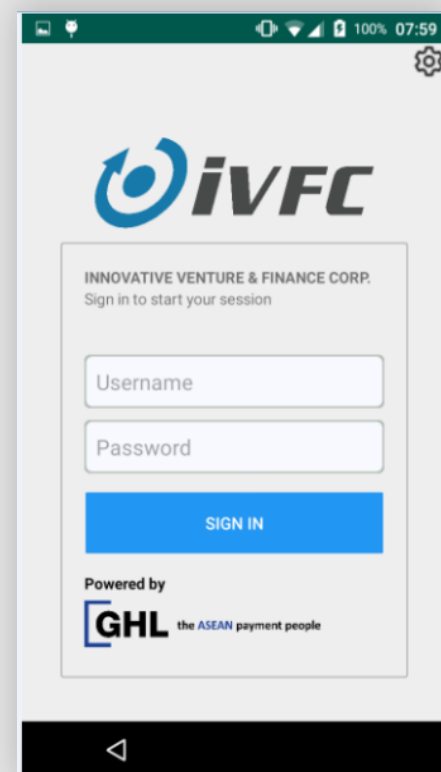 100% 07:59
iVFC
INNOVATIVE VENTURE & FINANCE CORP.
Sign in to start your session
Username
Password
SIGN IN
Powered by
GHL the ASEAN payment people